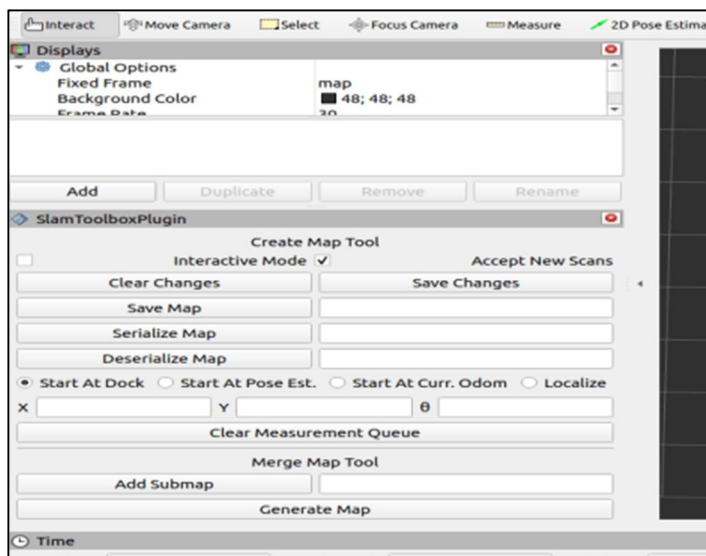 Interact Move Camera Select Focus Camera Measure 2D Pose Estima
Displays
Global Options
Fixed Frame map
Background Color 48; 48; 48
Frame Rate 30
Add Duplicate Remove Rename
SlamToolboxPlugin
Create Map Tool
Interactive Mode Accept New Scans
Clear Changes Save Changes
Save Map
Serialize Map
Deserialize Map
Start At Dock Start At Pose Est. Start At Curr. Odom Localize
X Y θ
Clear Measurement Queue
Merge Map Tool
Add Submap
Generate Map
Time